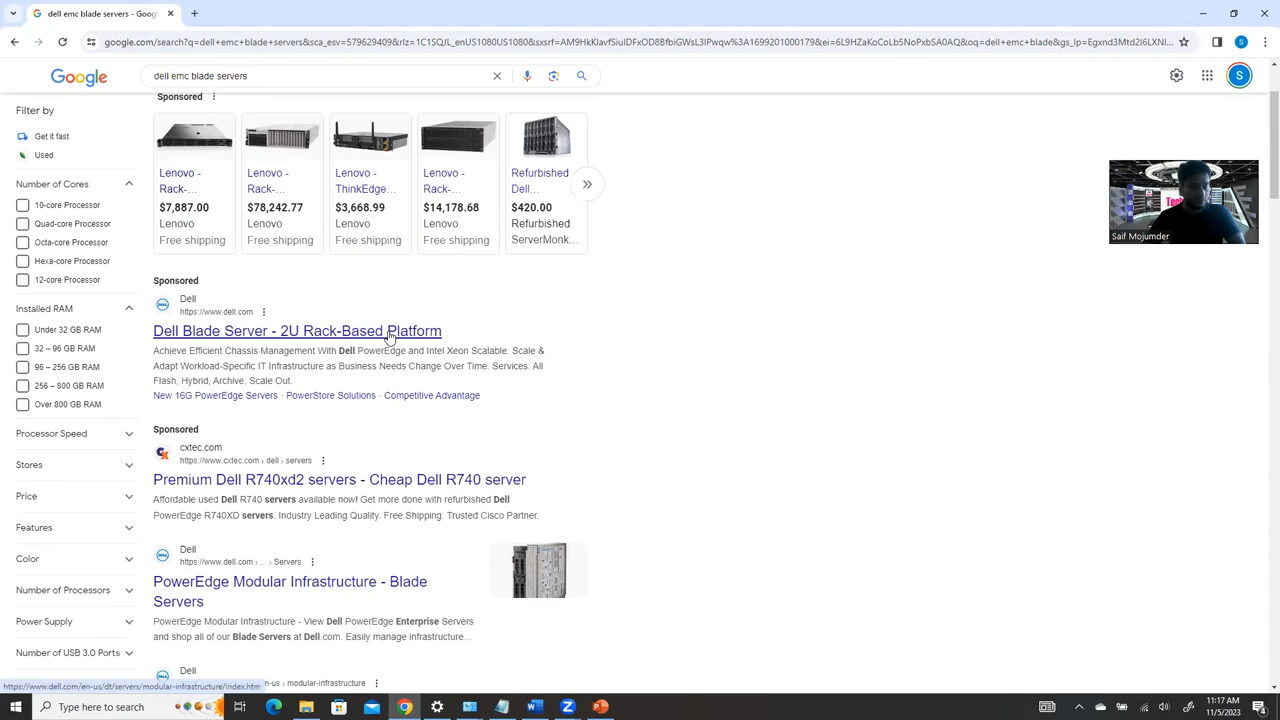 dell emc blade servers - Goog
google.com/search?q=dell+emc+blade+servers&sca_esv=579629409&rlz=1C1SQJL_enUS1080US1080&sxsrf=
Google
dell emc blade servers
S
Filter by
Get it fast
Used
Number of Cores
10-core Processor
Quad-core Processor
Octa-core Processor
Hexa-core Processor
12-core Processor
Installed RAM
Under 32 GB RAM
32 – 96 GB RAM
96 – 256 GB RAM
256 – 800 GB RAM
Over 800 GB RAM
Processor Speed
Stores
Price
Features
Color
Number of Processors
Power Supply
Number of USB 3.0 Ports
Sponsored
Lenovo -
Rack-...
$7,887.00
Lenovo
Free shipping
Lenovo -
Rack-...
$78,242.77
Lenovo
Free shipping
Lenovo -
ThinkEdge...
$3,668.99
Lenovo
Free shipping
Lenovo -
Rack-...
$14,178.68
Lenovo
Free shipping
Refurbished
Dell...
$420.00
Refurbished
ServerMonk...
Sponsored
Dell
https://www.dell.com
Dell Blade Server - 2U Rack-Based Platform
Achieve Efficient Chassis Management With Dell PowerEdge and Intel Xeon Scalable. Scale &
Adapt Workload-Specific IT Infrastructure as Business Needs Change Over Time. Services: All
Flash, Hybrid, Archive, Scale Out.
New 16G PowerEdge Servers · PowerStore Solutions · Competitive Advantage
Sponsored
cxtec.com
https://www.cxtec.com › dell › servers
Premium Dell R740xd2 servers - Cheap Dell R740 server
Affordable used Dell R740 servers available now! Get more done with refurbished Dell
PowerEdge R740XD servers. Industry Leading Quality. Free Shipping. Trusted Cisco Partner.
Dell
https://www.dell.com › ... › Servers
PowerEdge Modular Infrastructure - Blade
Servers
PowerEdge Modular Infrastructure - View Dell PowerEdge Enterprise Servers
and shop all of our Blade Servers at Dell.com. Easily manage infrastructure...
Dell
-us › modular-infrastructure
https://www.dell.com/en-us/dt/servers/modular-infrastructure/index.htm
Saif Mojumder
Type here to search
11:17 AM
11/5/2023